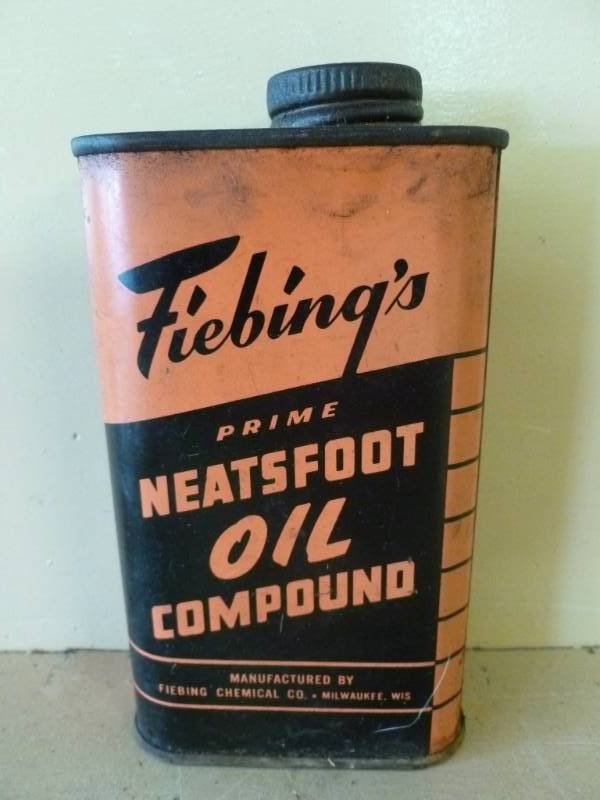 Fiebing's
PRIME
NEATSFOOT
OIL
COMPOUND
MANUFACTURED BY
FIEBING CHEMICAL CO. • MILWAUKEE, WIS